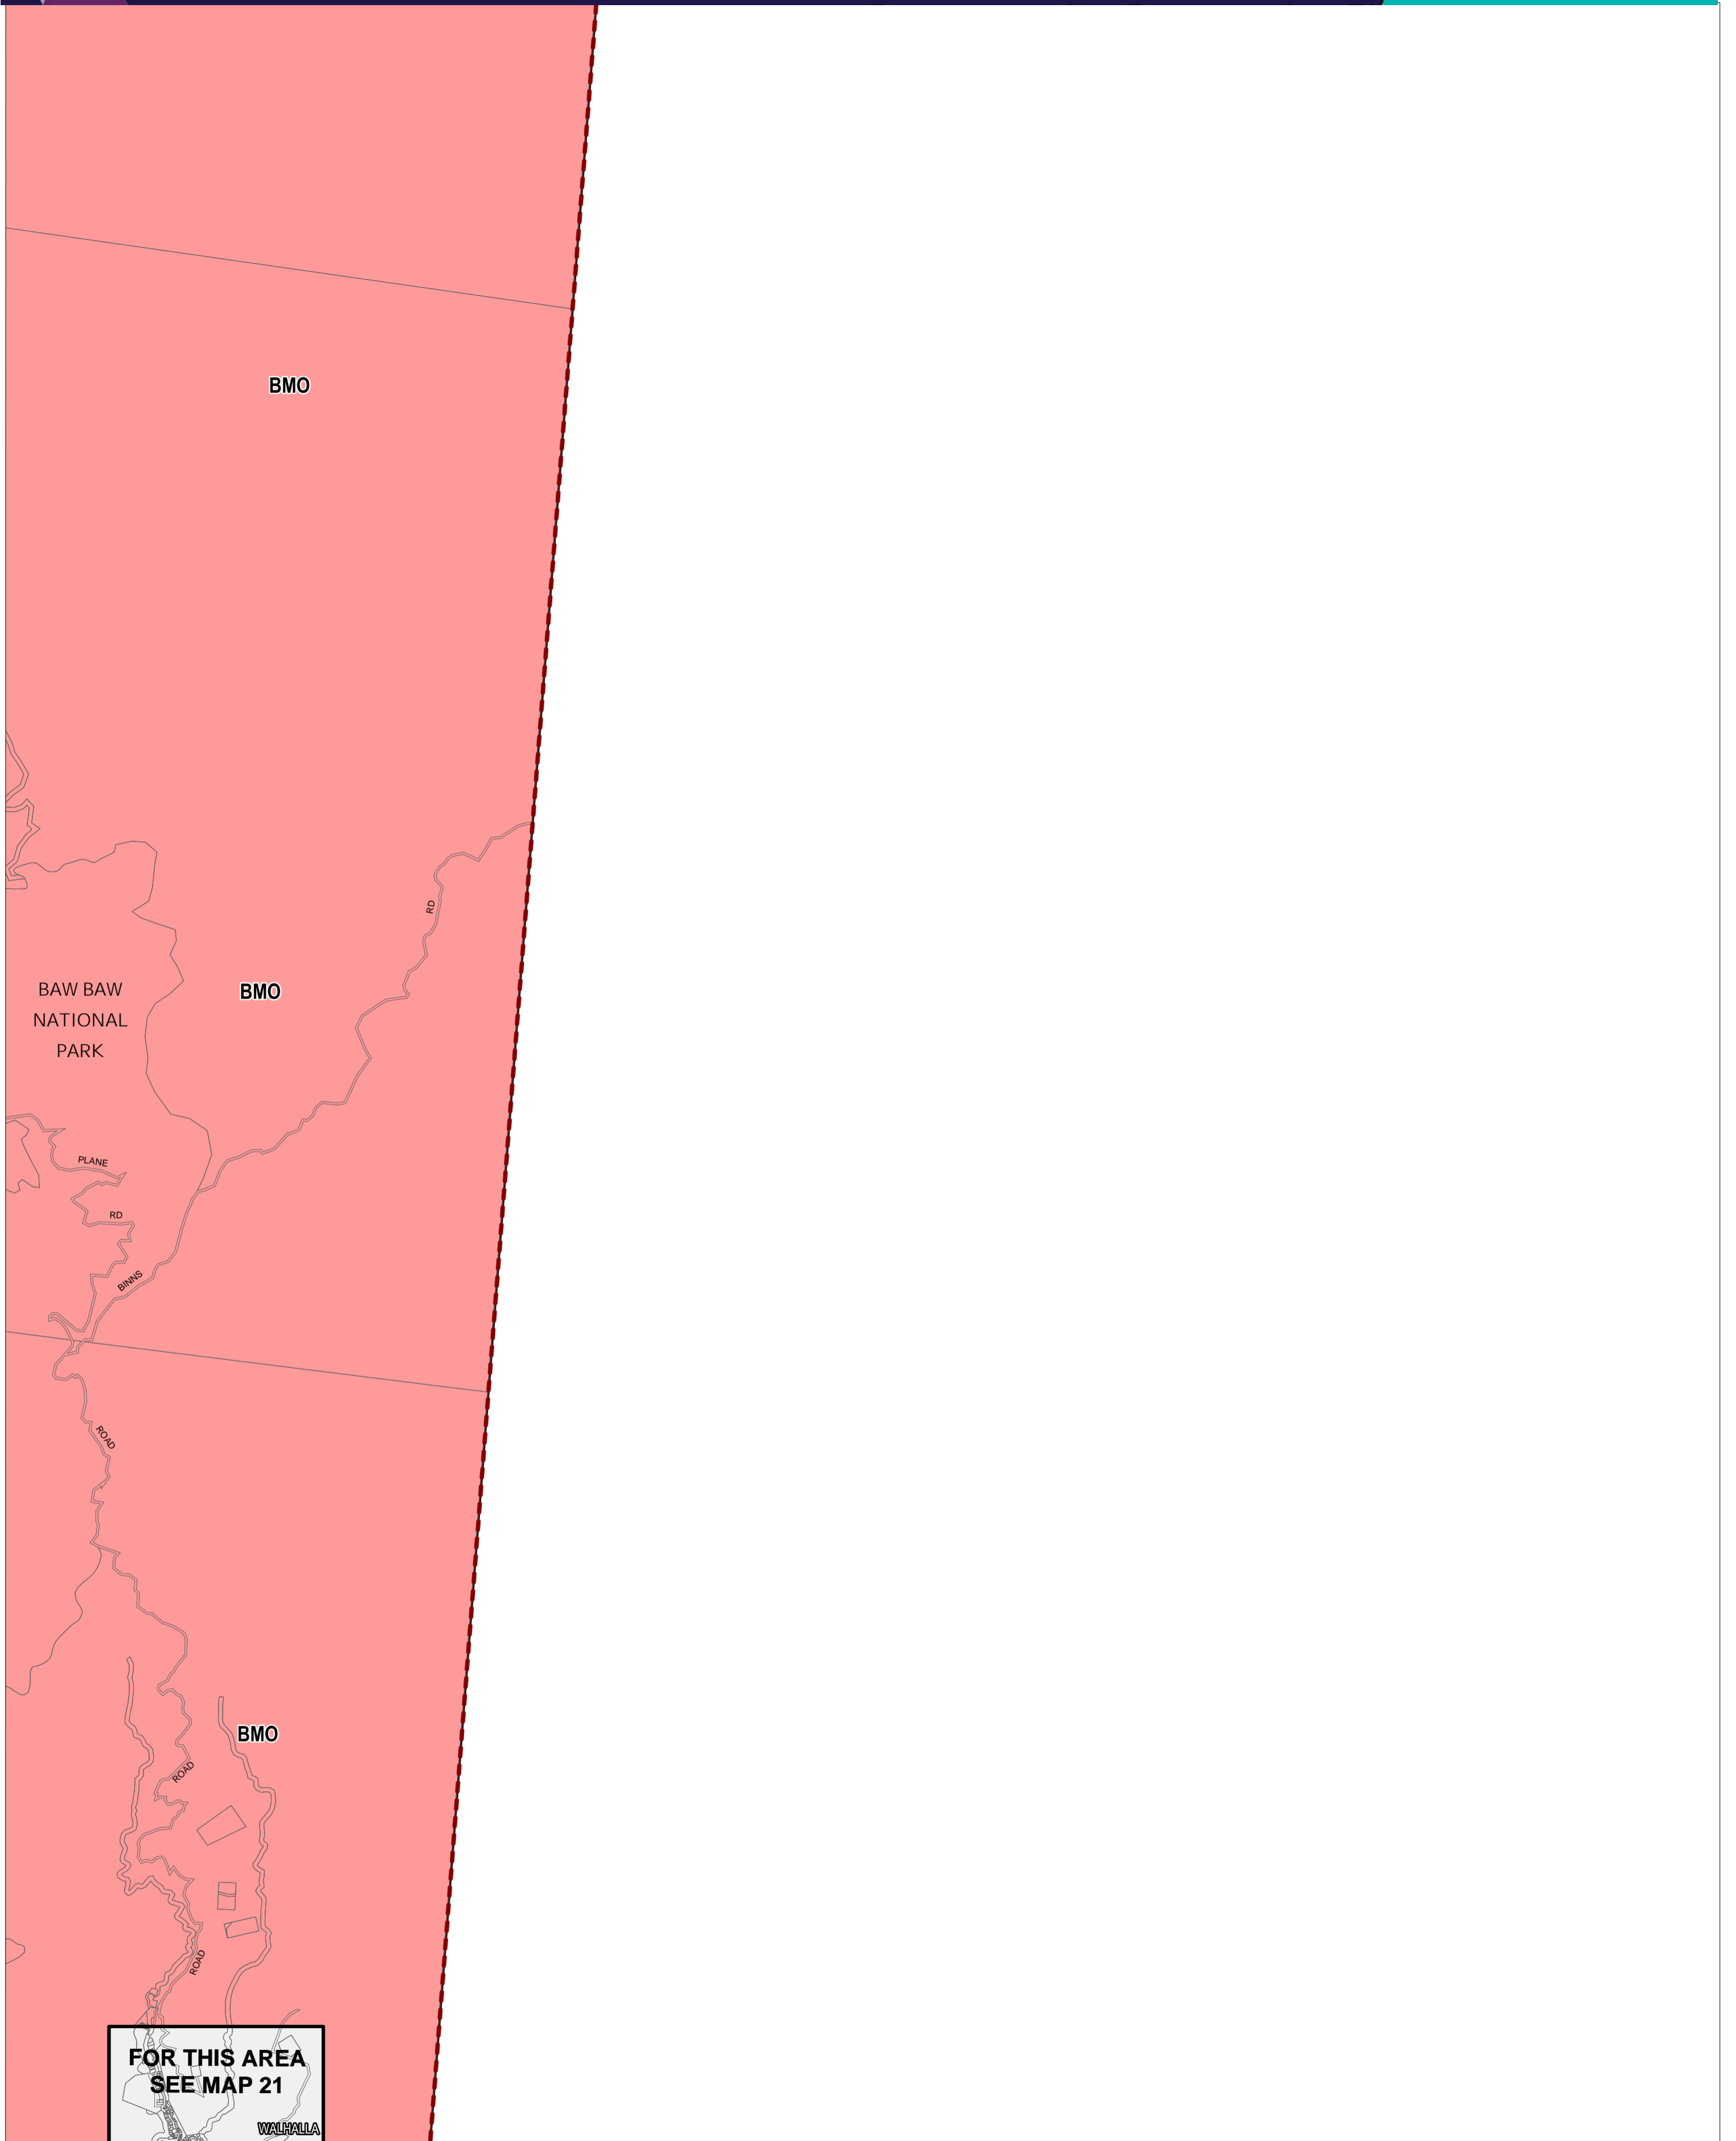 BMO
RD
BAW BAW
NATIONAL
PARK
BMO
PLANE
RD
BINNS
ROAD
BMO
ROAD
ROAD
FOR THIS AREA
SEE MAP 21
WALHALLA